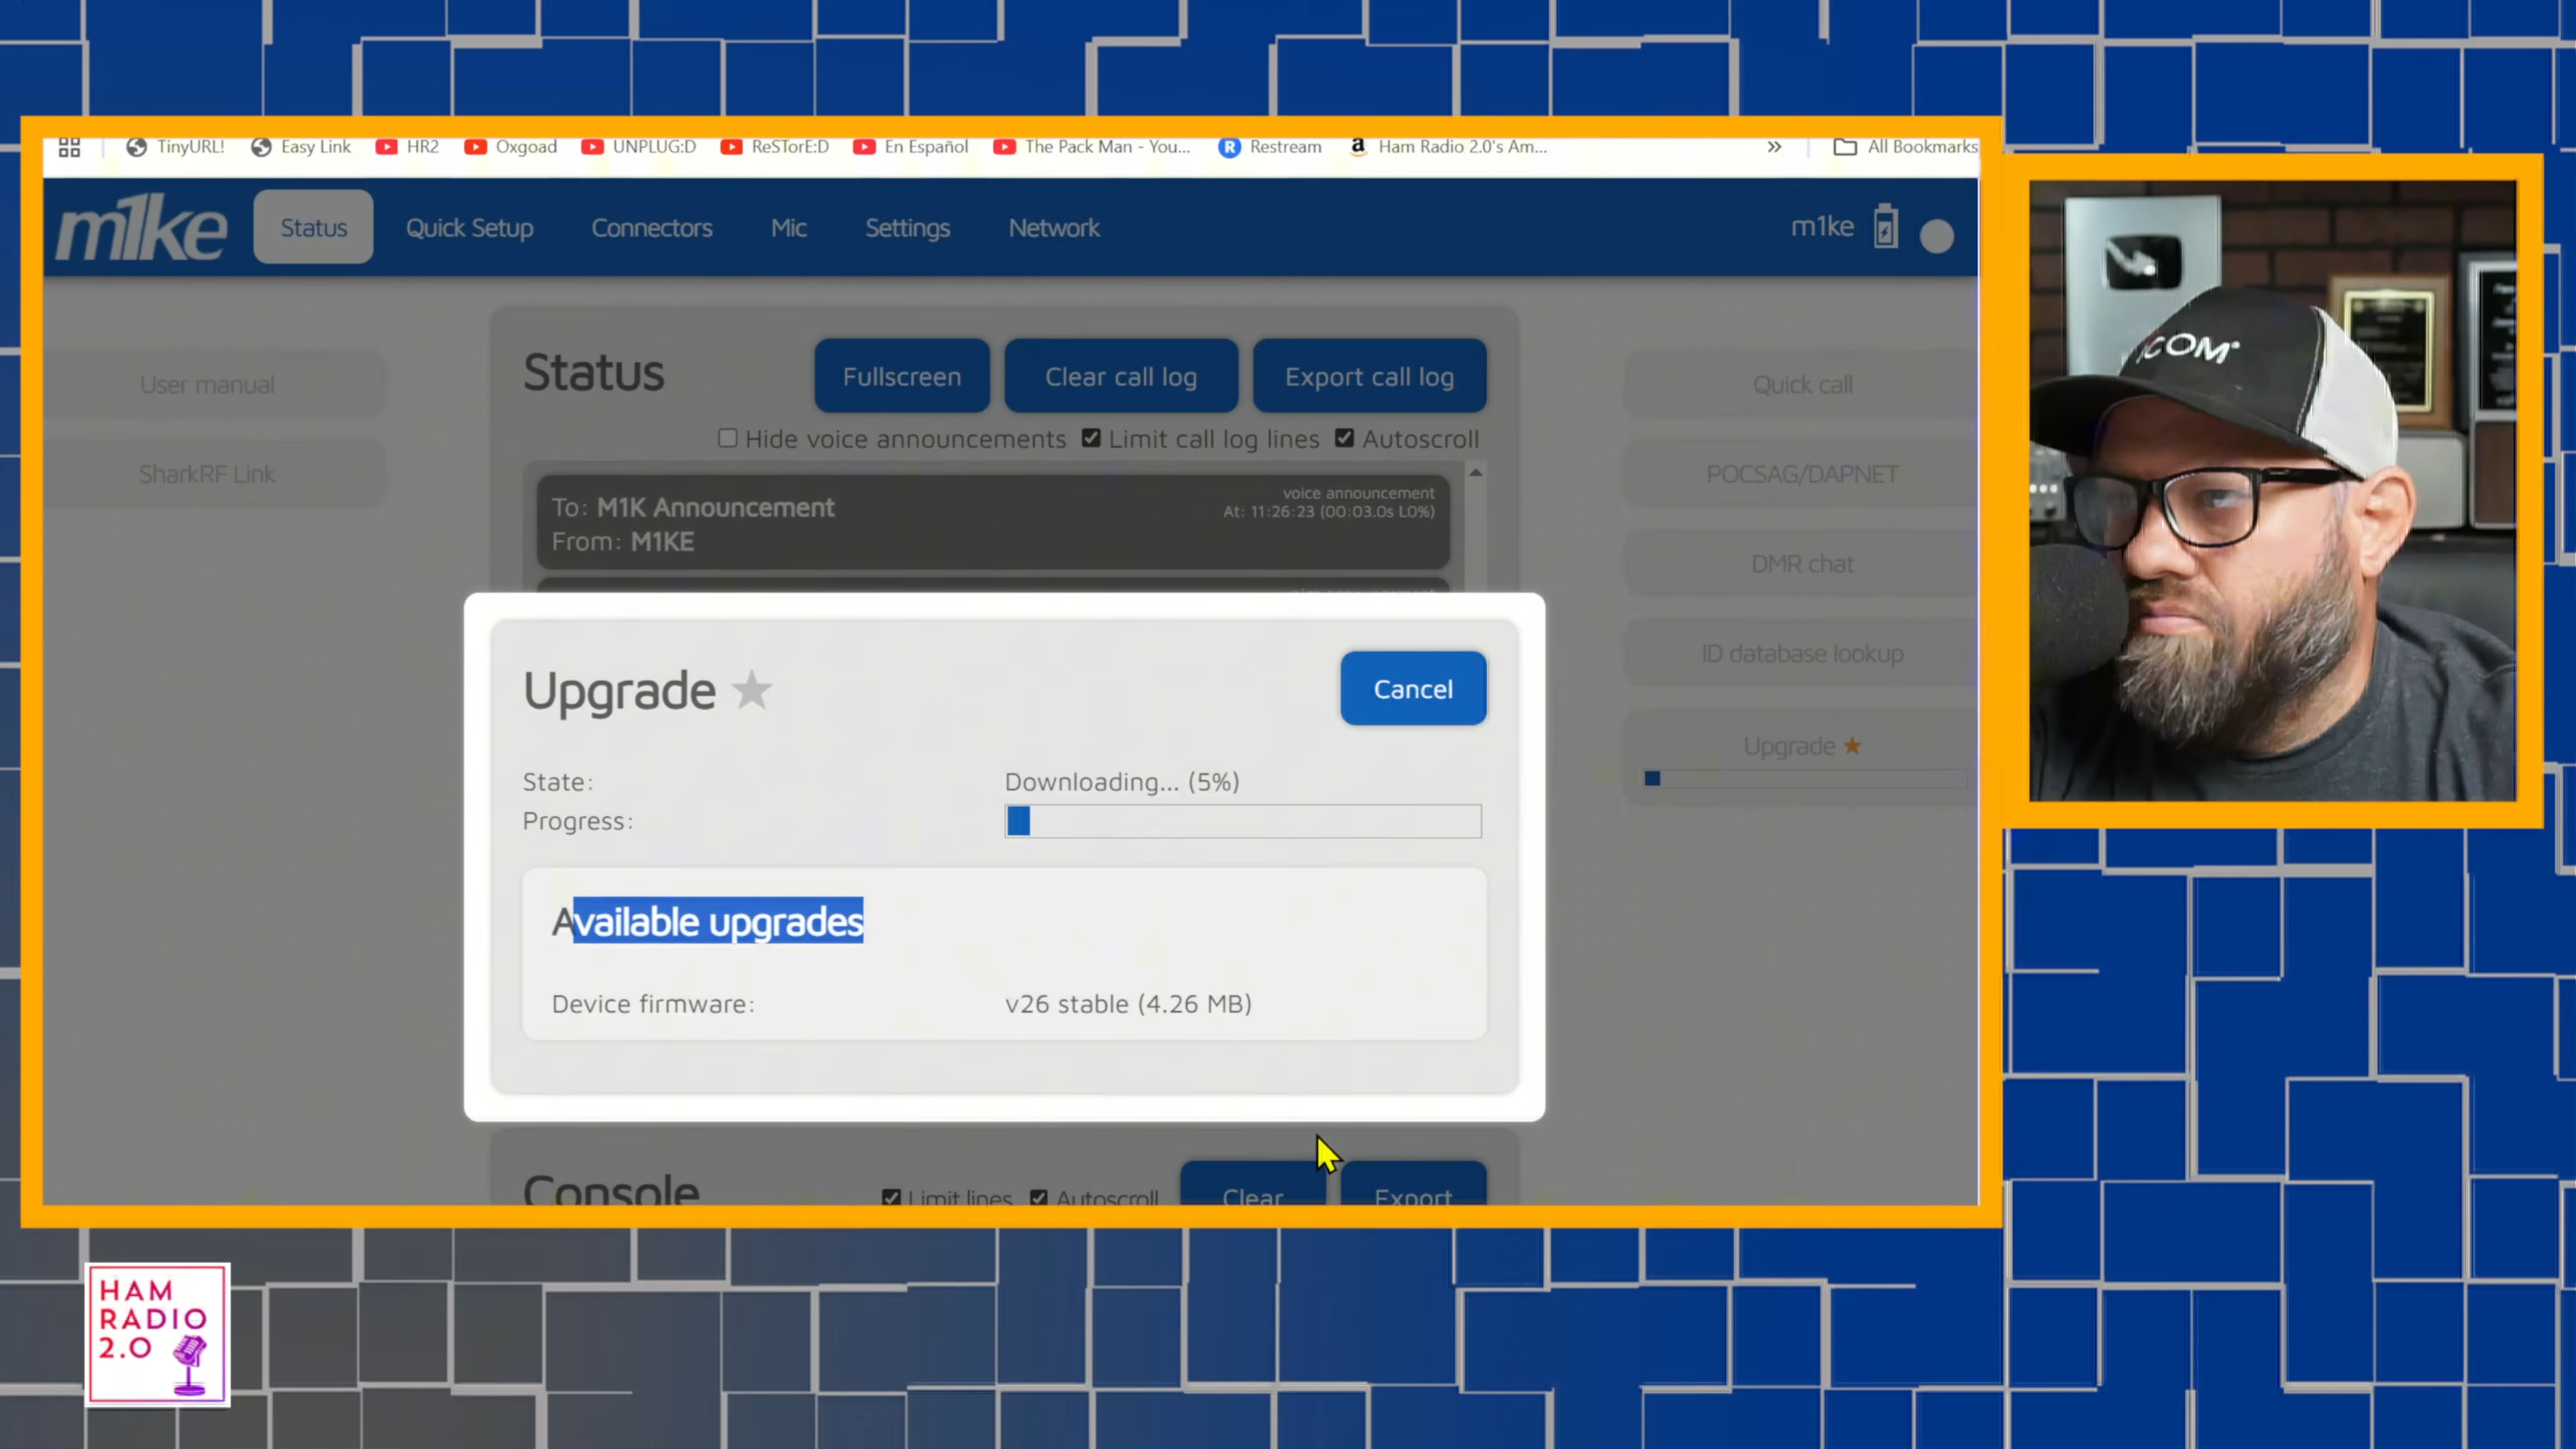 TinyURL! Easy Link HR2 Oxgoad UNPLUG:D ReSTorE:D En Español The Pack Man - You... Restream Ham Radio 2.0's Am... » All Bookmarks
m1ke Status Quick Setup Connectors Mic Settings Network m1ke
User manual
SharkRF Link
Status Fullscreen Clear call log Export call log
Hide voice announcements Limit call log lines Autoscroll
To: M1K Announcement
voice announcement
At: 11:26:23 (00:03.0s L0%)
From: M1KE
Quick call
POCSAG/DAPNET
DMR chat
ID database lookup
Upgrade ★
Upgrade ★ Cancel
State: Downloading... (5%)
Progress:
Available upgrades
Device firmware: v26 stable (4.26 MB)
Console Limit lines Autoscroll Clear Export
ICOM
HAM
RADIO
2.0